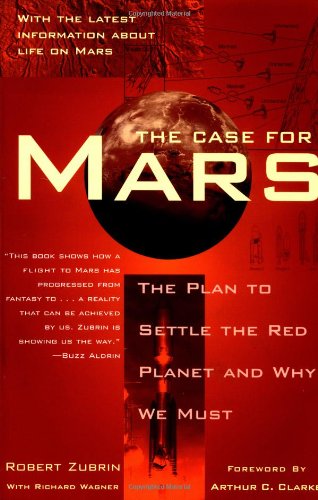 WITH THE LATEST
INFORMATION ABOUT
LIFE ON MARS
THE CASE FOR
MARS
"THIS BOOK SHOWS HOW A
FLIGHT TO MARS HAS
PROGRESSED FROM
FANTASY TO . . . A REALITY
THAT CAN BE ACHIEVED
BY US. ZUBRIN IS
SHOWING US THE WAY."
—BUZZ ALDRIN
THE PLAN TO
SETTLE THE RED
PLANET AND WHY
WE MUST
ROBERT ZUBRIN
WITH RICHARD WAGNER
FOREWORD BY
ARTHUR C. CLARKE